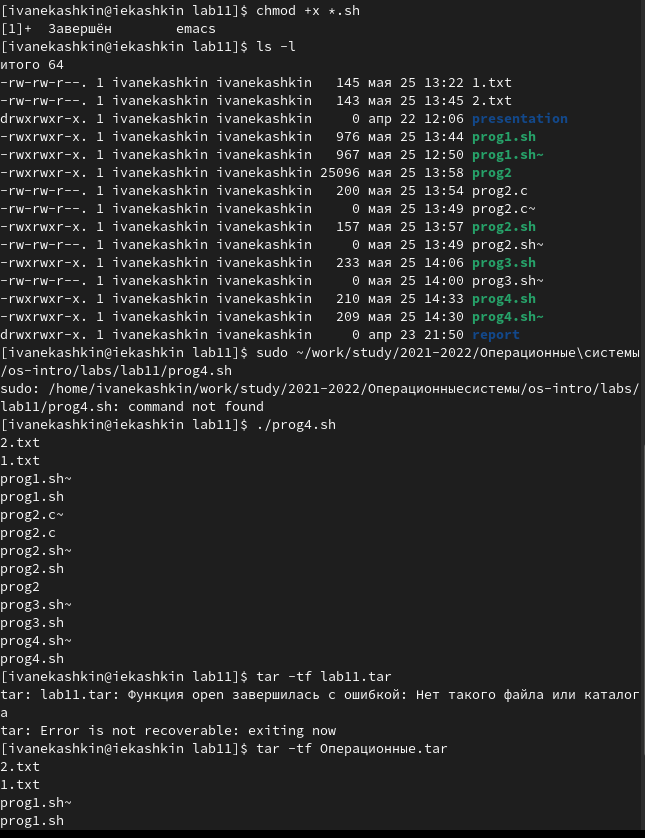 [ivanekashkin@iekashkin lab11]$ chmod +x *.sh
[1]+  Завершён        emacs
[ivanekashkin@iekashkin lab11]$ ls -l
итого 64
-rw-rw-r--. 1 ivanekashkin ivanekashkin   145 мая 25 13:22 1.txt
-rw-rw-r--. 1 ivanekashkin ivanekashkin   143 мая 25 13:45 2.txt
drwxrwxr-x. 1 ivanekashkin ivanekashkin     0 апр 22 12:06 presentation
-rwxrwxr-x. 1 ivanekashkin ivanekashkin   976 мая 25 13:44 prog1.sh
-rwxrwxr-x. 1 ivanekashkin ivanekashkin   967 мая 25 12:50 prog1.sh~
-rwxrwxr-x. 1 ivanekashkin ivanekashkin 25096 мая 25 13:58 prog2
-rw-rw-r--. 1 ivanekashkin ivanekashkin   200 мая 25 13:54 prog2.c
-rw-rw-r--. 1 ivanekashkin ivanekashkin     0 мая 25 13:49 prog2.c~
-rwxrwxr-x. 1 ivanekashkin ivanekashkin   157 мая 25 13:57 prog2.sh
-rw-rw-r--. 1 ivanekashkin ivanekashkin     0 мая 25 13:49 prog2.sh~
-rwxrwxr-x. 1 ivanekashkin ivanekashkin   233 мая 25 14:06 prog3.sh
-rw-rw-r--. 1 ivanekashkin ivanekashkin     0 мая 25 14:00 prog3.sh~
-rwxrwxr-x. 1 ivanekashkin ivanekashkin   210 мая 25 14:33 prog4.sh
-rwxrwxr-x. 1 ivanekashkin ivanekashkin   209 мая 25 14:30 prog4.sh~
drwxrwxr-x. 1 ivanekashkin ivanekashkin     0 апр 23 21:50 report
[ivanekashkin@iekashkin lab11]$ sudo ~/work/study/2021-2022/Операционные\системы
/os-intro/labs/lab11/prog4.sh
sudo: /home/ivanekashkin/work/study/2021-2022/Операционныесистемы/os-intro/labs/
lab11/prog4.sh: command not found
[ivanekashkin@iekashkin lab11]$ ./prog4.sh
2.txt
1.txt
prog1.sh~
prog1.sh
prog2.c~
prog2.c
prog2.sh~
prog2.sh
prog2
prog3.sh~
prog3.sh
prog4.sh~
prog4.sh
[ivanekashkin@iekashkin lab11]$ tar -tf lab11.tar
tar: lab11.tar: Функция open завершилась с ошибкой: Нет такого файла или каталог
а
tar: Error is not recoverable: exiting now
[ivanekashkin@iekashkin lab11]$ tar -tf Операционные.tar
2.txt
1.txt
prog1.sh~
prog1.sh